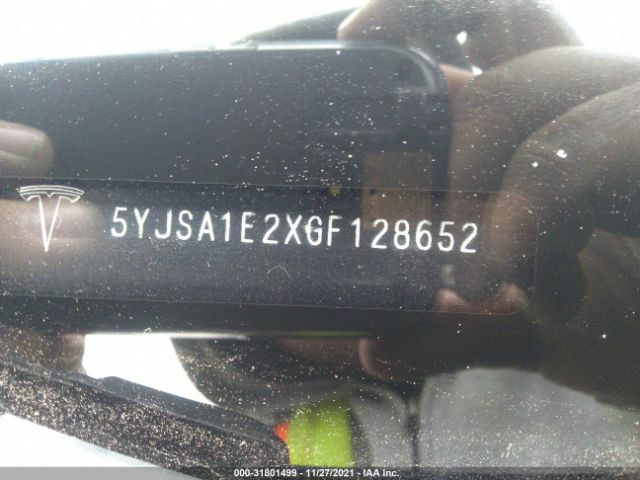 5YJSA1E2XGF128652
000-31801499 - 11/27/2021 - IAA Inc.